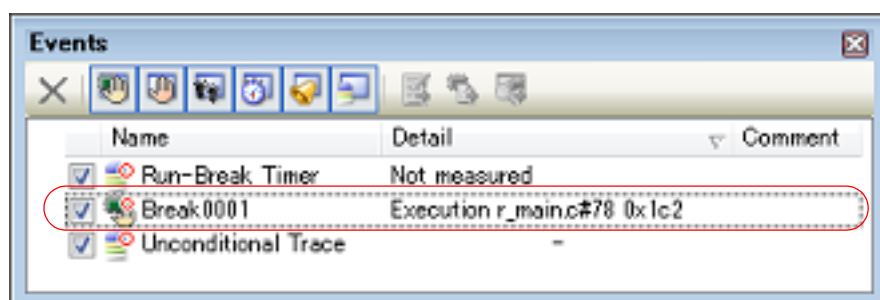 Events
Name Detail Comment
Run-Break Timer Not measured
Break0001 Execution r_main.c#78 0x1c2
Unconditional Trace -